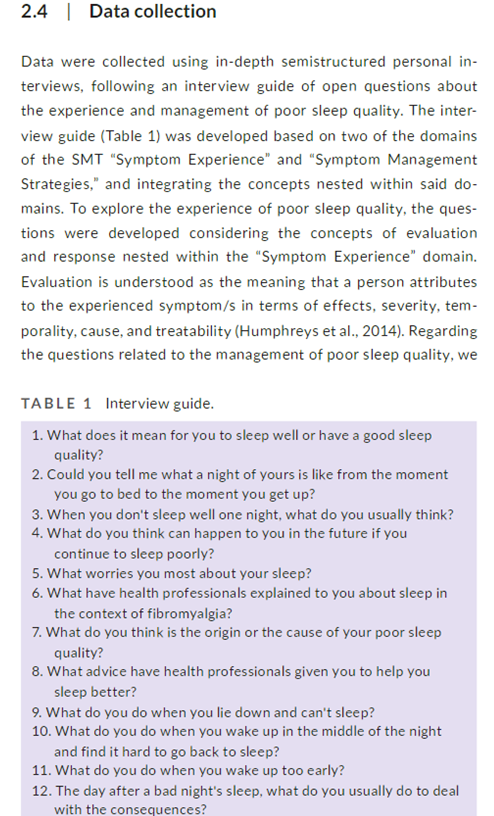 2.4 | Data collection
Data were collected using in-depth semistructured personal in-
terviews, following an interview guide of open questions about
the experience and management of poor sleep quality. The inter-
view guide (Table 1) was developed based on two of the domains
of the SMT “Symptom Experience” and “Symptom Management
Strategies,” and integrating the concepts nested within said do-
mains. To explore the experience of poor sleep quality, the ques-
tions were developed considering the concepts of evaluation
and response nested within the “Symptom Experience” domain.
Evaluation is understood as the meaning that a person attributes
to the experienced symptom/s in terms of effects, severity, tem-
porality, cause, and treatability (Humphreys et al., 2014). Regarding
the questions related to the management of poor sleep quality, we
TABLE 1 Interview guide.
1. What does it mean for you to sleep well or have a good sleep
quality?
2. Could you tell me what a night of yours is like from the moment
you go to bed to the moment you get up?
3. When you don't sleep well one night, what do you usually think?
4. What do you think can happen to you in the future if you
continue to sleep poorly?
5. What worries you most about your sleep?
6. What have health professionals explained to you about sleep in
the context of fibromyalgia?
7. What do you think is the origin or the cause of your poor sleep
quality?
8. What advice have health professionals given you to help you
sleep better?
9. What do you do when you lie down and can't sleep?
10. What do you do when you wake up in the middle of the night
and find it hard to go back to sleep?
11. What do you do when you wake up too early?
12. The day after a bad night's sleep, what do you usually do to deal
with the consequences?